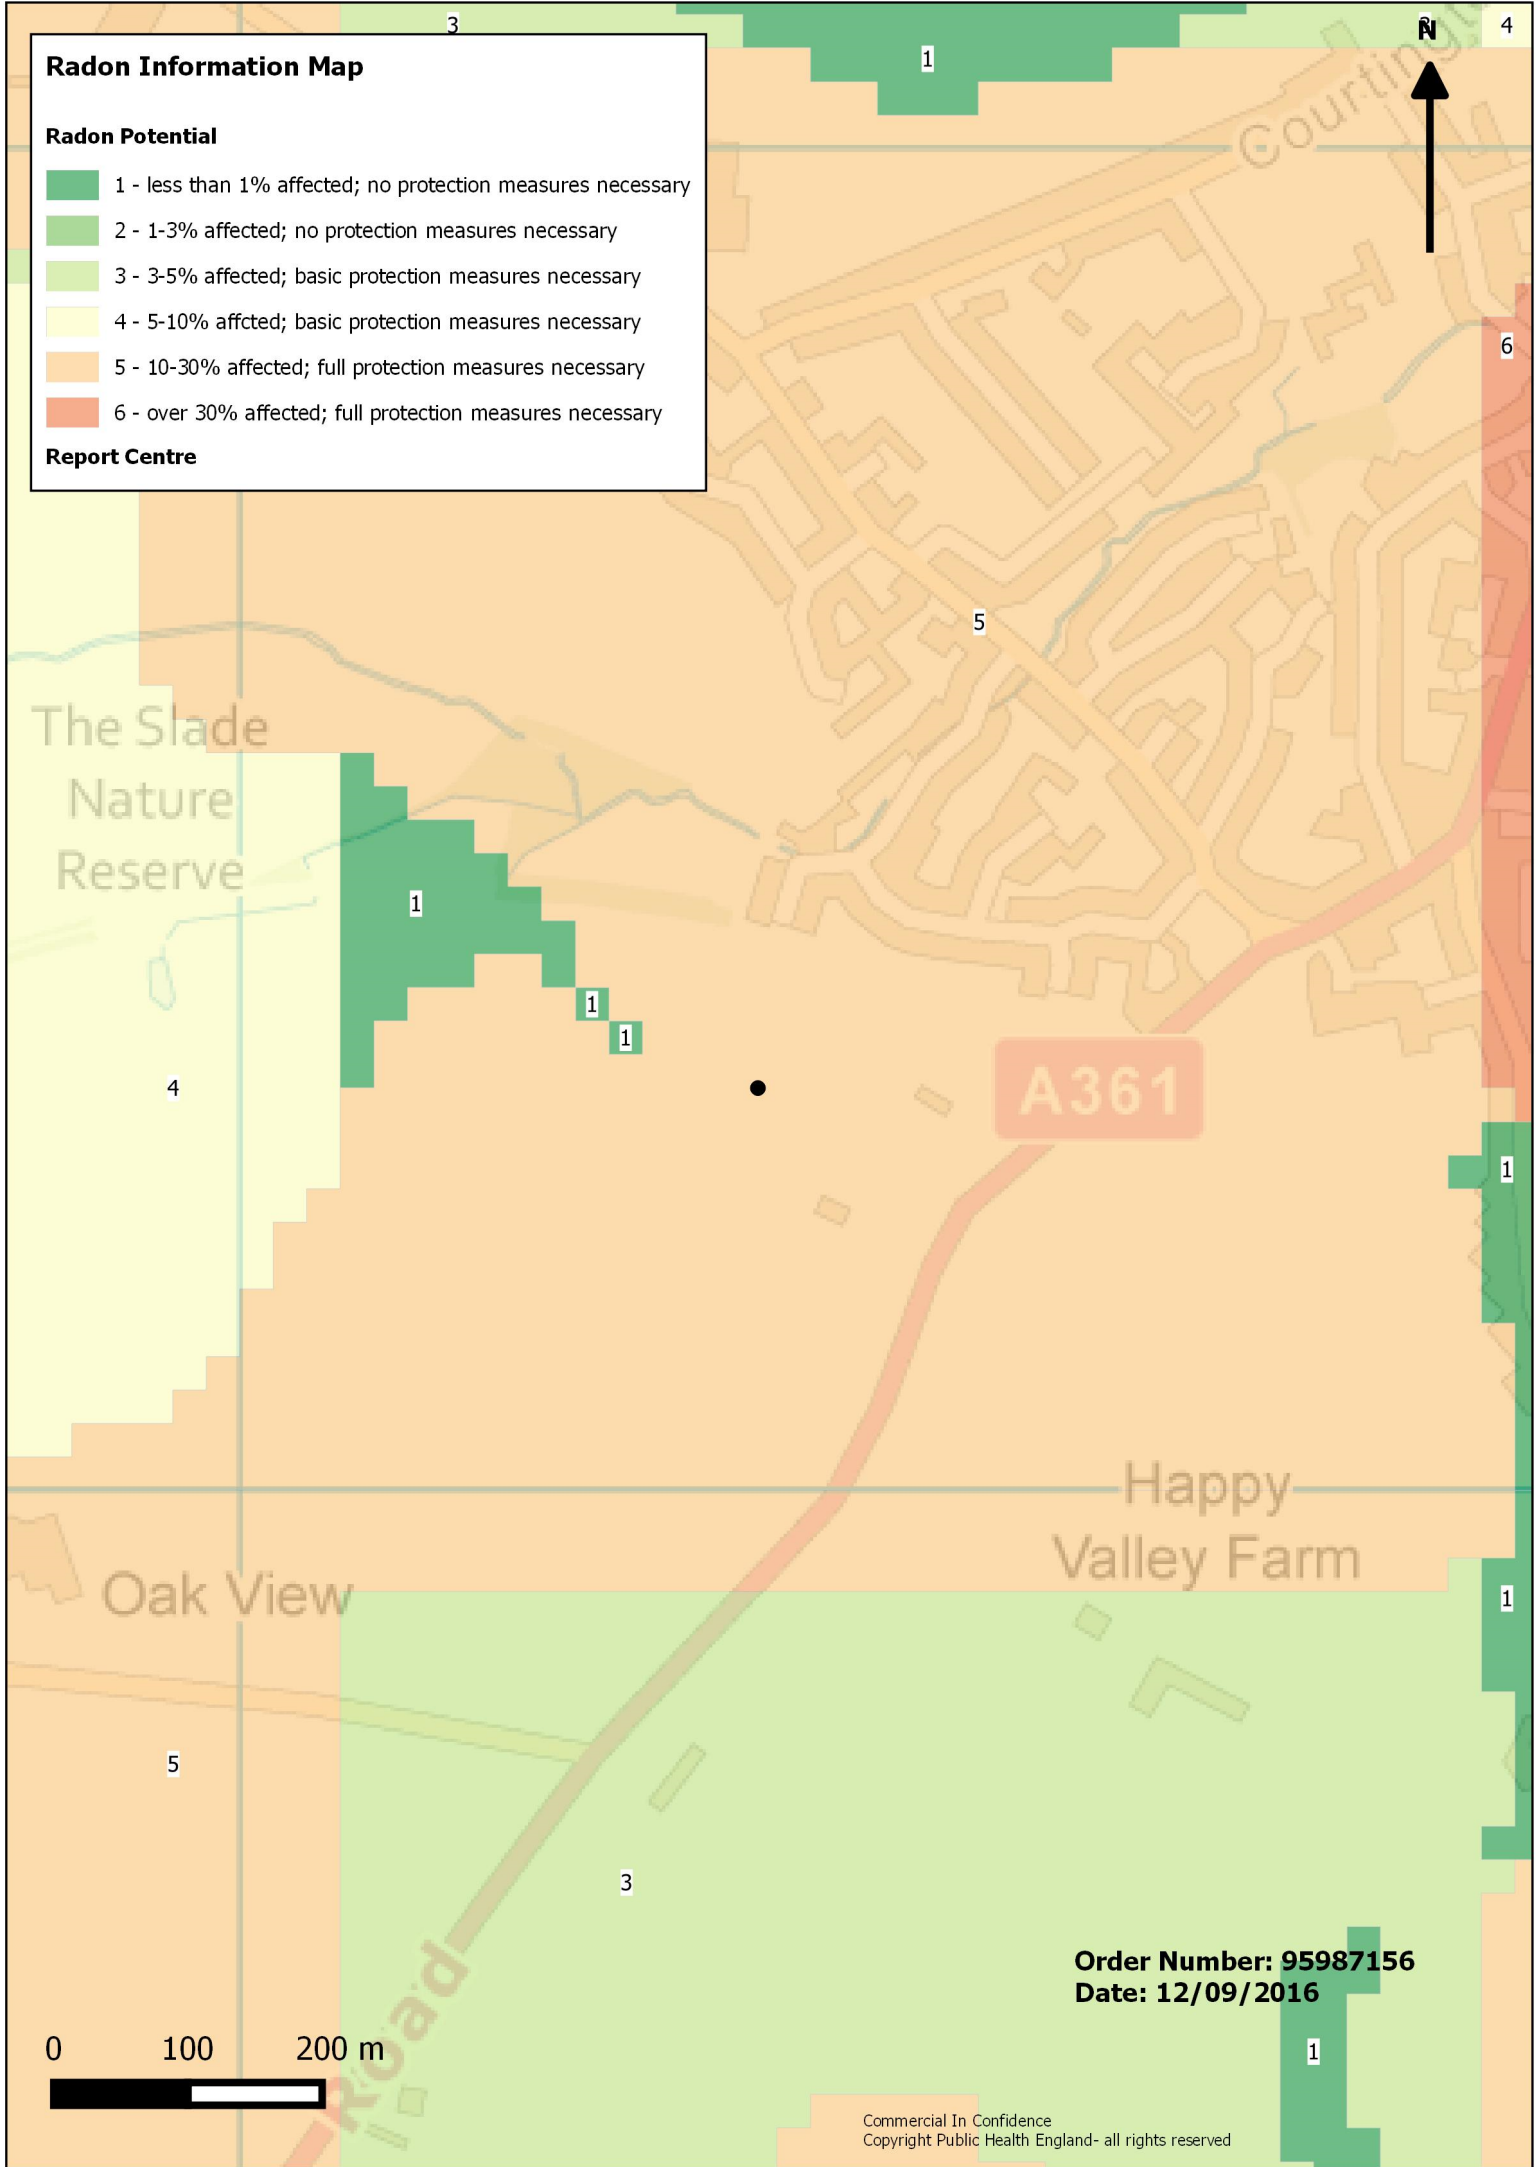 Radon Information Map
Radon Potential
1 - less than 1% affected; no protection measures necessary
2 - 1-3% affected; no protection measures necessary
3 - 3-5% affected; basic protection measures necessary
4 - 5-10% affcted; basic protection measures necessary
5 - 10-30% affected; full protection measures necessary
6 - over 30% affected; full protection measures necessary
Report Centre
3
1
N
4
Courtingt
6
5
The Slade
Nature
Reserve
1
1
1
4
A361
1
Happy
Valley Farm
Oak View
1
5
3
Road
Order Number: 95987156
Date: 12/09/2016
1
0 100 200 m
Commercial In Confidence
Copyright Public Health England- all rights reserved